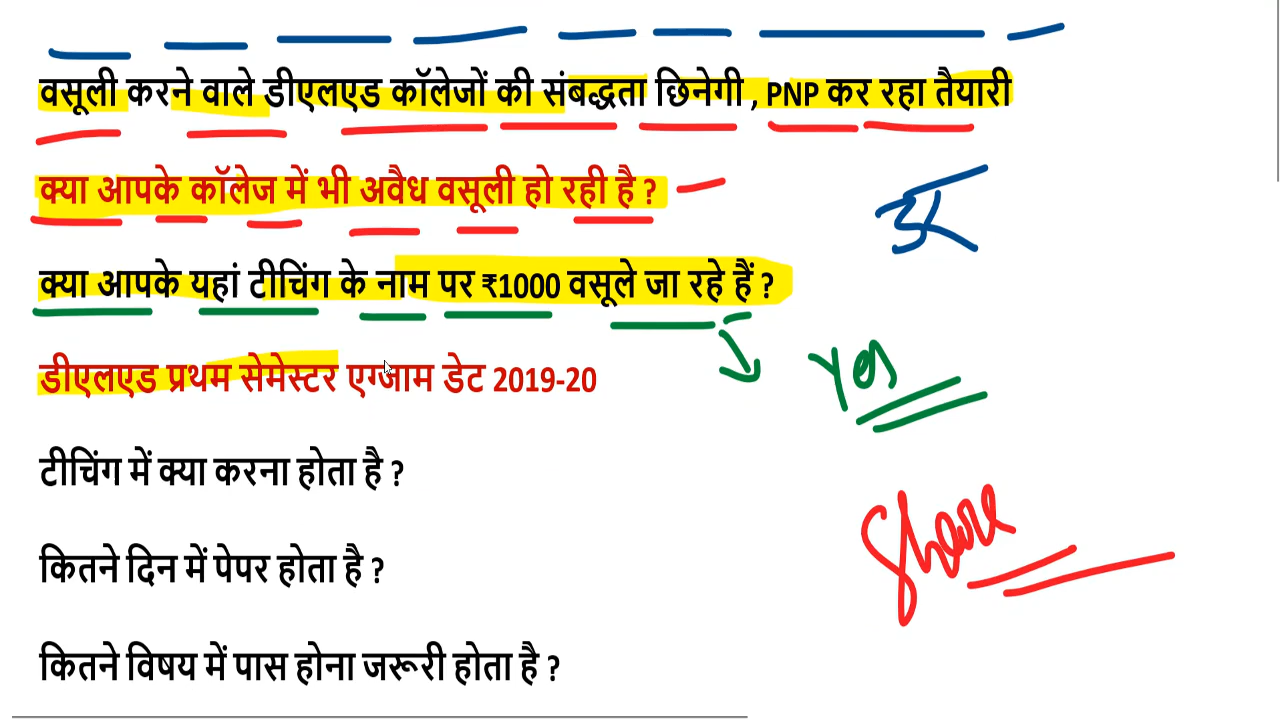 वसूली करने वाले डीएलएड कॉलेजों की संबद्धता छिनेगी , PNP कर रहा तैयारी
क्या आपके कॉलेज में भी अवैध वसूली हो रही है ?
क्या आपके यहां टीचिंग के नाम पर ₹1000 वसूले जा रहे हैं ?
Yes
डीएलएड प्रथम सेमेस्टर एग्जाम डेट 2019-20
टीचिंग में क्या करना होता है ?
Share
कितने दिन में पेपर होता है ?
कितने विषय में पास होना जरूरी होता है ?